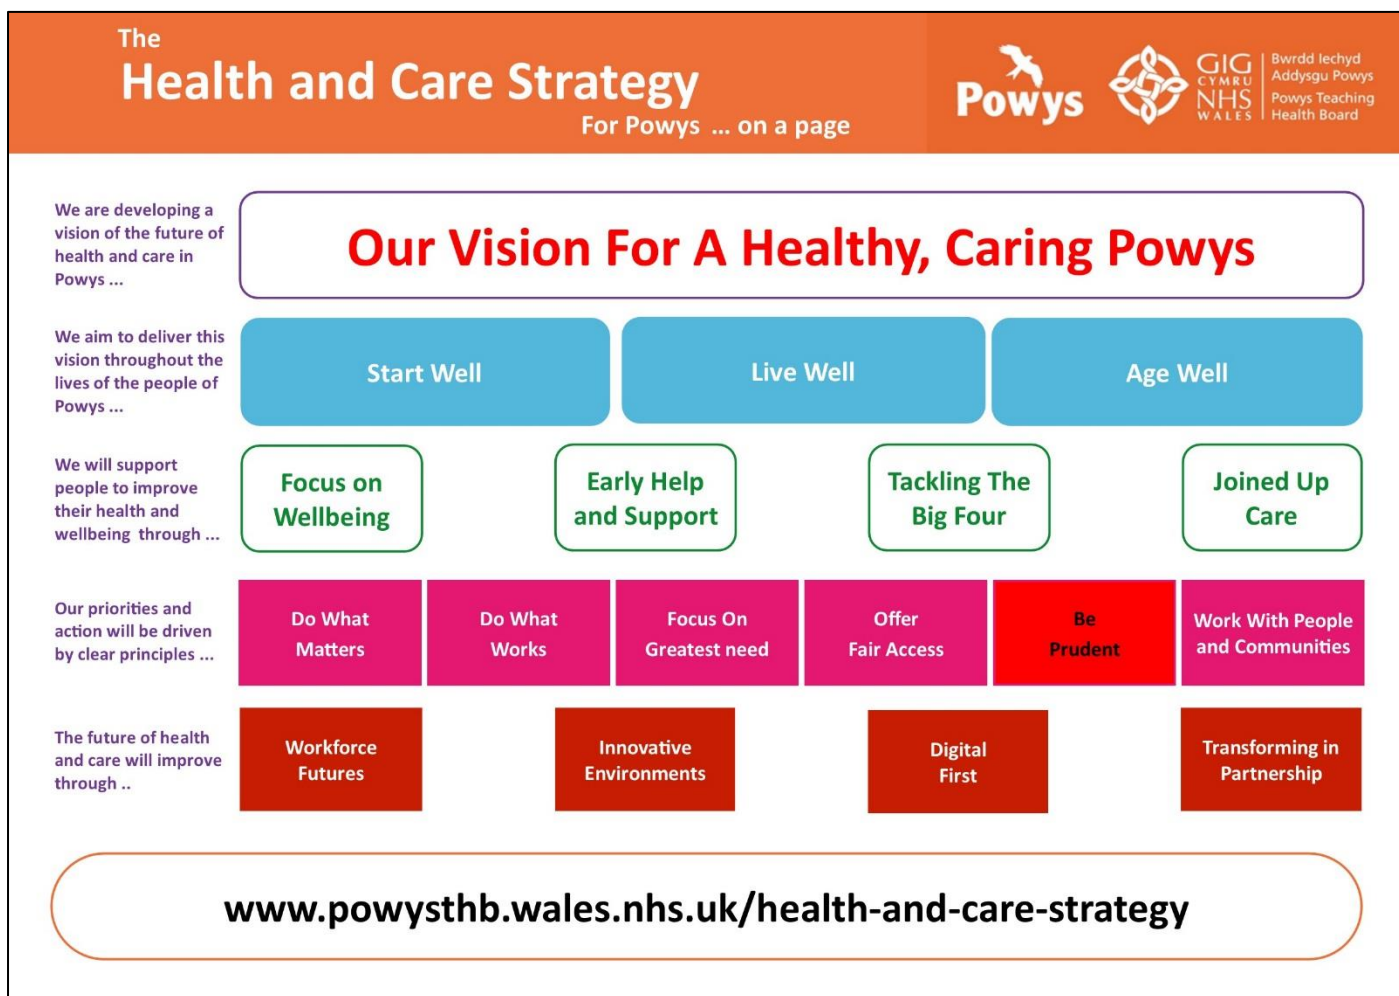 The
Health and Care Strategy
For Powys ... on a page
Powys
GIG
CYMRU
NHS
WALES
Bwrdd Iechyd
Addysgu Powys
Powys Teaching
Health Board
We are developing a
vision of the future of
health and care in
Powys ...
Our Vision For A Healthy, Caring Powys
We aim to deliver this
vision throughout the
lives of the people of
Powys ...
Start Well
Live Well
Age Well
We will support
people to improve
their health and
wellbeing through ...
Focus on
Wellbeing
Early Help
and Support
Tackling The
Big Four
Joined Up
Care
Our priorities and
action will be driven
by clear principles ...
Do What
Matters
Do What
Works
Focus On
Greatest need
Offer
Fair Access
Be
Prudent
Work With People
and Communities
The future of health
and care will improve
through ..
Workforce
Futures
Innovative
Environments
Digital
First
Transforming in
Partnership
www.powysthb.wales.nhs.uk/health-and-care-strategy